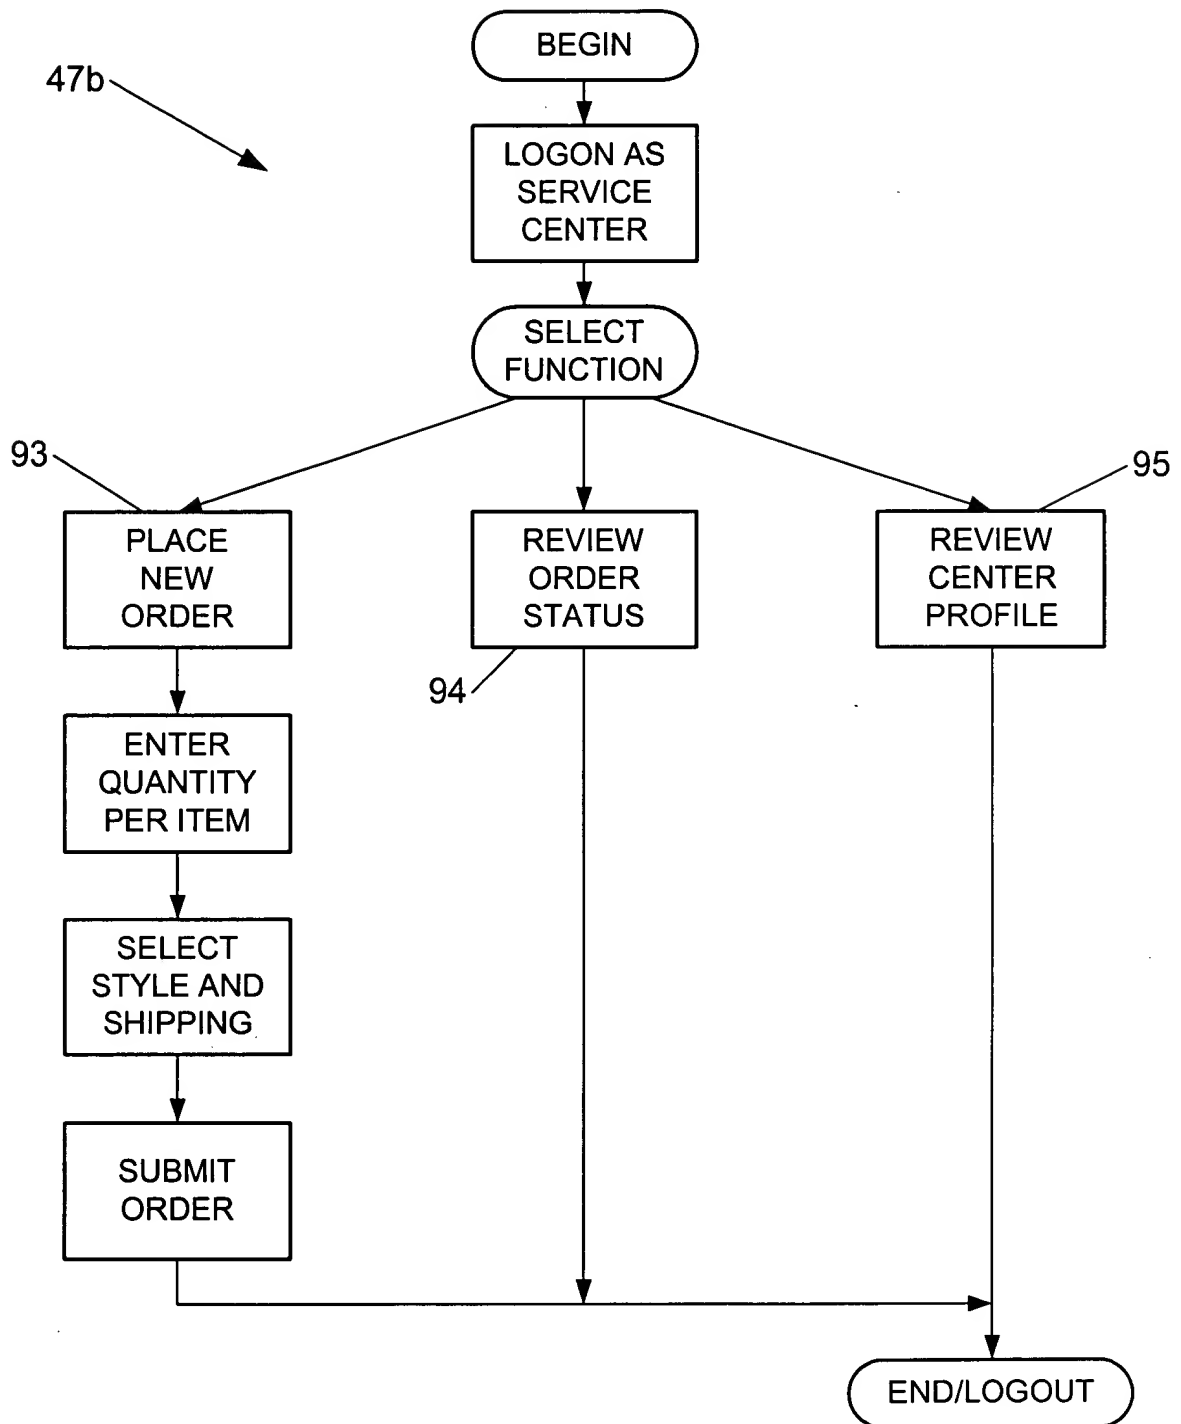 BEGIN
47b
LOGON AS
SERVICE
CENTER
SELECT
FUNCTION
93
95
PLACE
NEW
ORDER
REVIEW
ORDER
STATUS
REVIEW
CENTER
PROFILE
94
ENTER
QUANTITY
PER ITEM
SELECT
STYLE AND
SHIPPING
SUBMIT
ORDER
END/LOGOUT